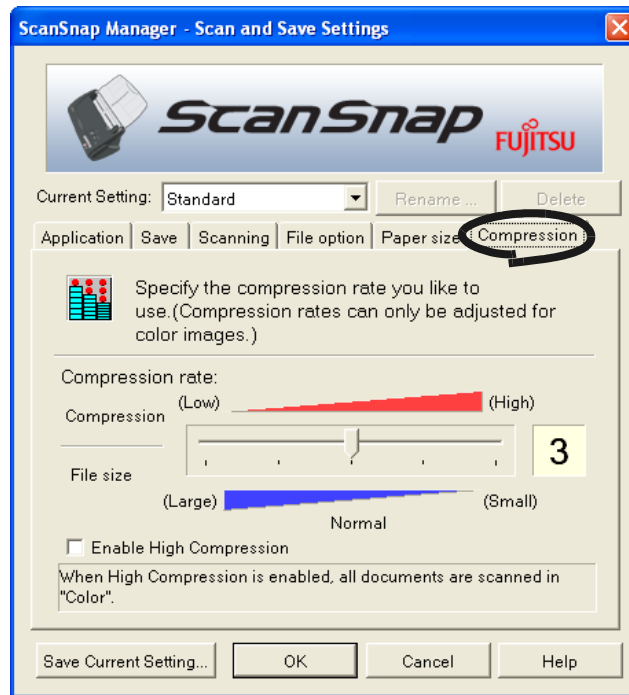 ScanSnap Manager - Scan and Save Settings
ScanSnap FUJITSU
Current Setting: Standard Rename ... Delete
Application Save Scanning File option Paper size Compression
Specify the compression rate you like to
use.(Compression rates can only be adjusted for
color images.)
Compression rate:
(Low) (High)
Compression
3
File size
(Large) (Small)
Normal
Enable High Compression
When High Compression is enabled, all documents are scanned in
"Color".
Save Current Setting... OK Cancel Help